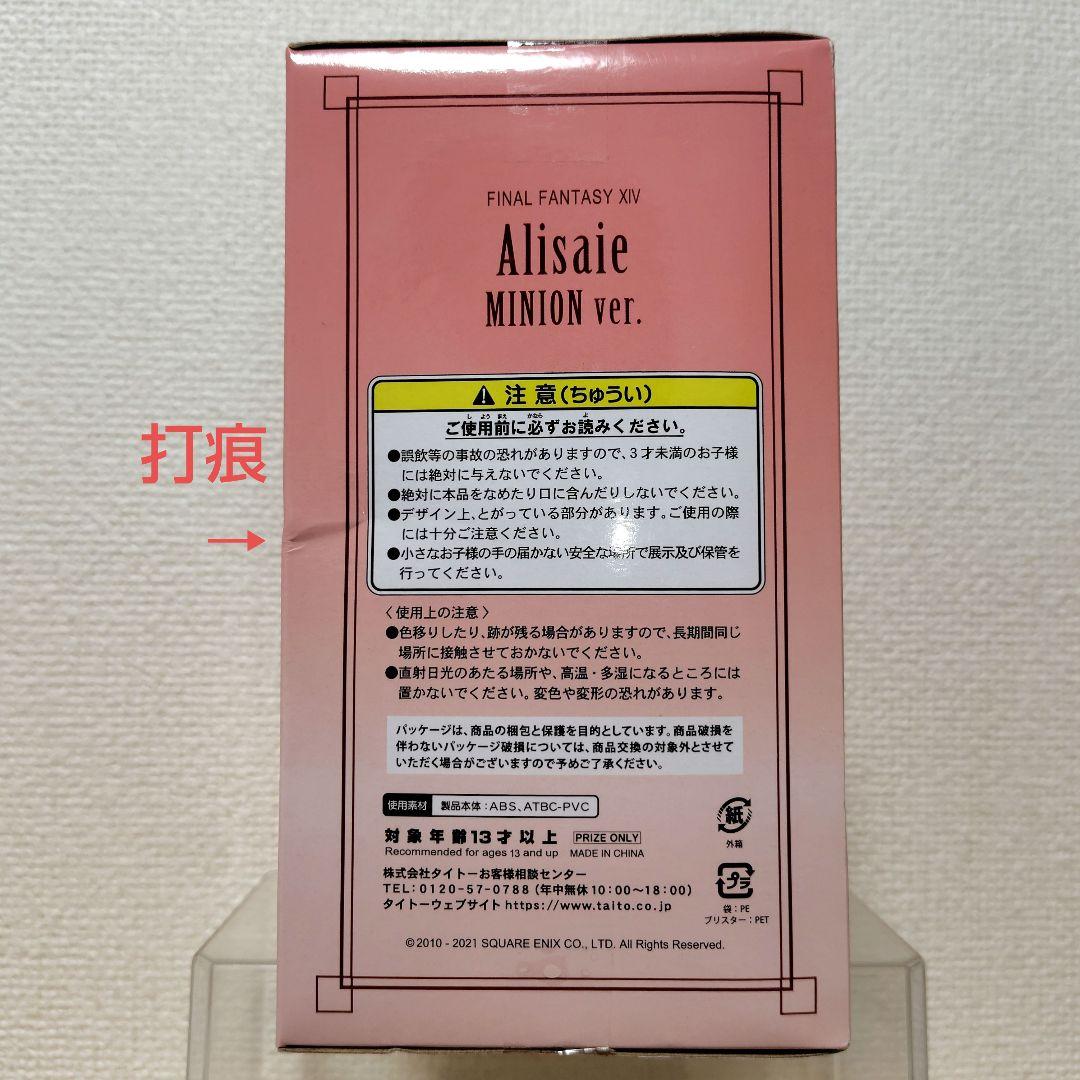 FINAL FANTASY XIV
Alisaie
MINION ver.
注意(ちゅうい)
ご使用前に必ずお読みください。
し よう まえ かなら よ
●誤飲等の事故の恐れがありますので、3才未満のお子様
には絶対に与えないでください。
●絶対に本品をなめたり口に含んだりしないでください。
●デザイン上、とがっている部分があります。ご使用の際
には十分ご注意ください。
●小さなお子様の手の届かない安全な場所で展示及び保管を
行ってください。
打痕
→
〈使用上の注意〉
●色移りしたり、跡が残る場合がありますので、長期間同じ
場所に接触させておかないでください。
●直射日光のあたる場所や、高温・多湿になるところには
置かないでください。変色や変形の恐れがあります。
パッケージは、商品の梱包と保護を目的としています。商品破損を
伴わないパッケージ破損については、商品交換の対象外とさせて
いただく場合がございますので予めご了承ください。
使用素材 製品本体:ABS、ATBC-PVC
対象年齢13才以上 PRIZE ONLY
Recommended for ages 13 and up MADE IN CHINA
株式会社タイトーお客様相談センター
TEL:0120-57-0788(年中無休10:00〜18:00)
タイトーウェブサイト https://www.taito.co.jp
紙
外箱
プラ
袋:PE
ブリスター:PET
©2010 - 2021 SQUARE ENIX CO., LTD. All Rights Reserved.